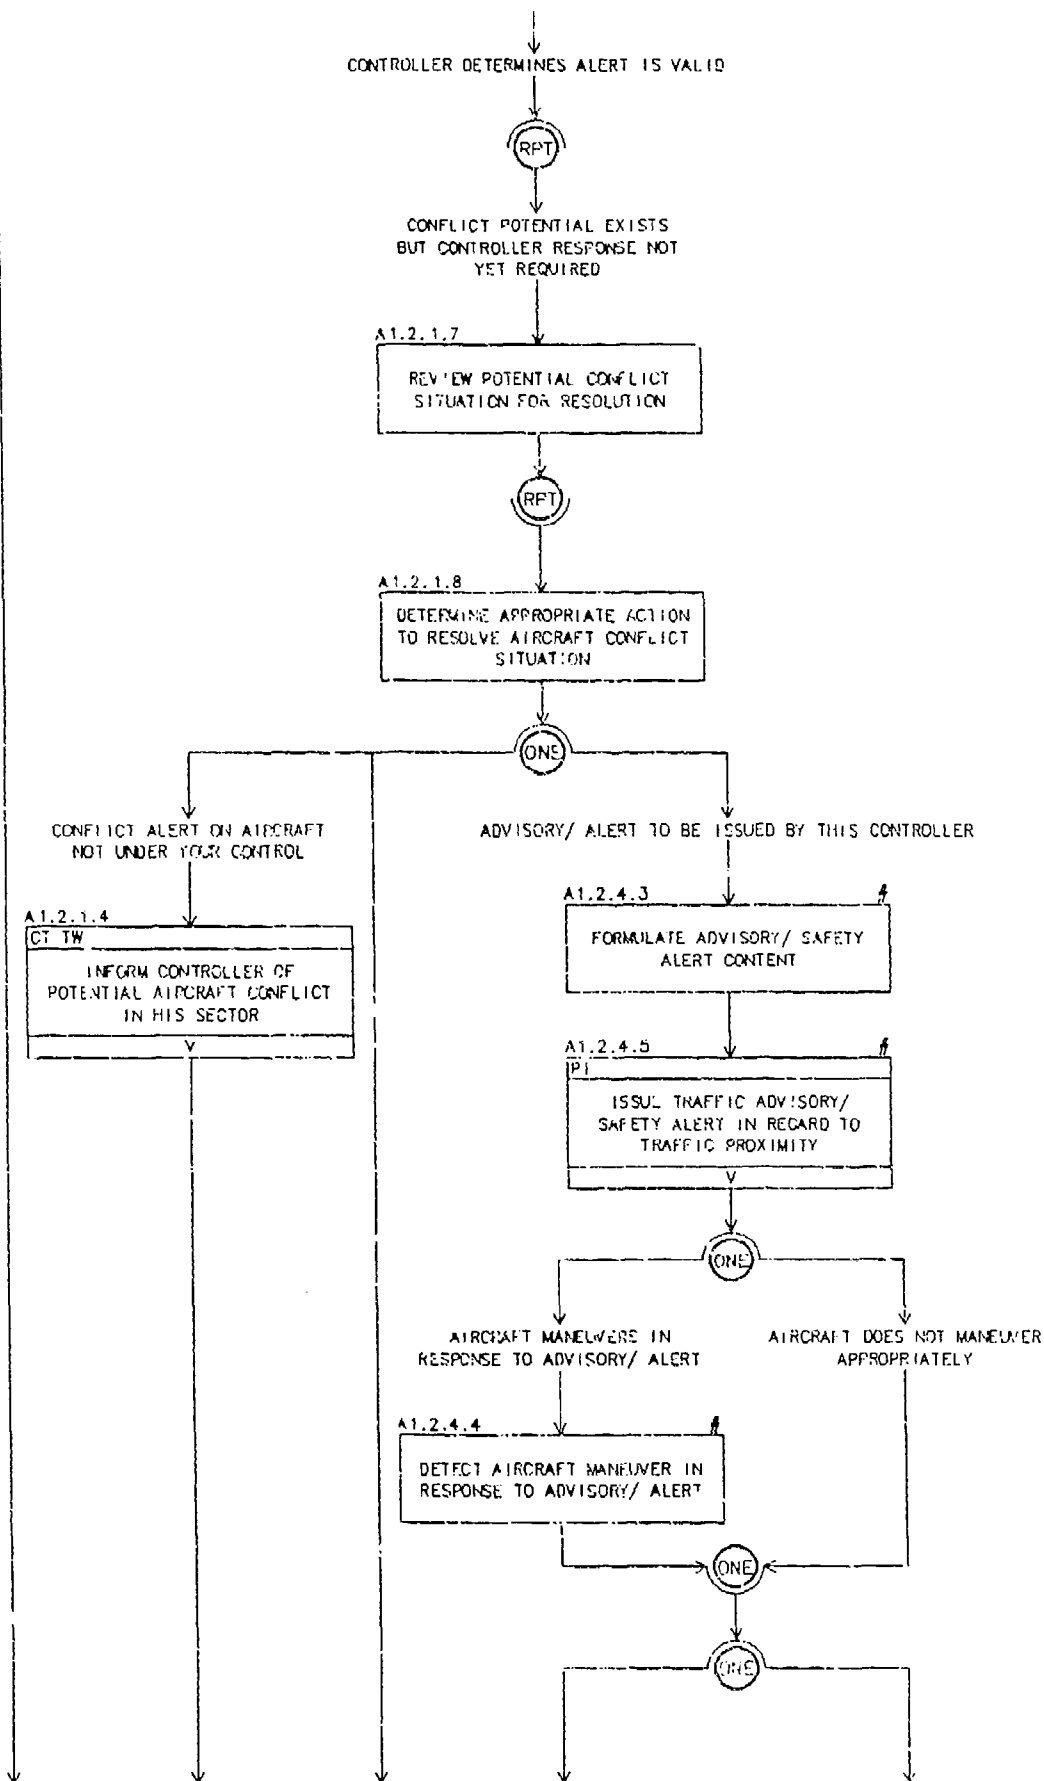 CONTROLLER DETERMINES ALERT IS VALID
RPT
CONFLICT POTENTIAL EXISTS
BUT CONTROLLER RESPONSE NOT
YET REQUIRED
A1.2.1.7
REVIEW POTENTIAL CONFLICT
SITUATION FOR RESOLUTION
RPT
A1.2.1.8
DETERMINE APPROPRIATE ACTION
TO RESOLVE AIRCRAFT CONFLICT
SITUATION
ONE
CONFLICT ALERT ON AIRCRAFT
NOT UNDER YOUR CONTROL
ADVISORY/ ALERT TO BE ISSUED BY THIS CONTROLLER
A1.2.1.4
CT TW
INFORM CONTROLLER OF
POTENTIAL AIRCRAFT CONFLICT
IN HIS SECTOR
V
A1.2.4.3
FORMULATE ADVISORY/ SAFETY
ALERT CONTENT
A1.2.4.5
ISSUE TRAFFIC ADVISORY/
SAFETY ALERT IN REGARD TO
TRAFFIC PROXIMITY
V
ONE
AIRCRAFT MANEUVERS IN
RESPONSE TO ADVISORY/ ALERT
AIRCRAFT DOES NOT MANEUVER
APPROPRIATELY
A1.2.4.4
DETECT AIRCRAFT MANEUVER IN
RESPONSE TO ADVISORY/ ALERT
ONE
ONE